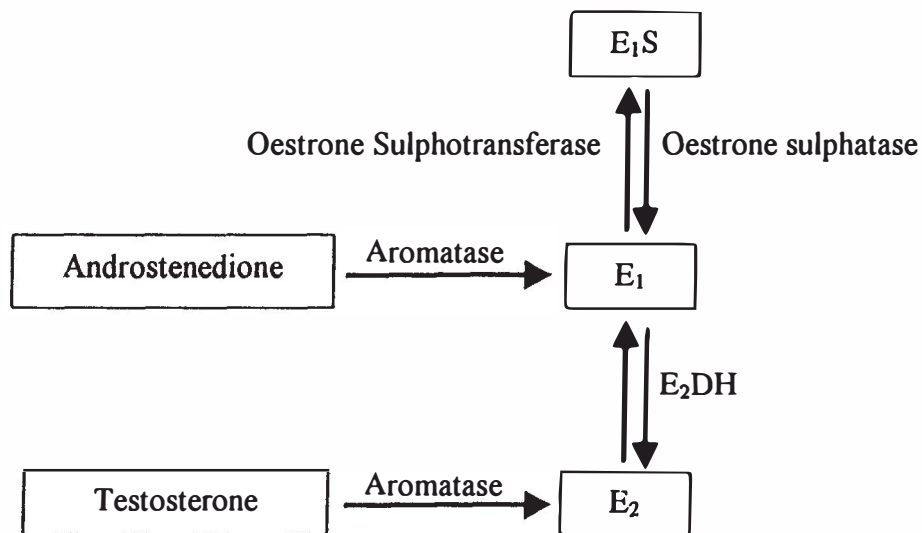 E₁S
Oestrone Sulphotransferase
Oestrone sulphatase
Androstenedione
Aromatase
E₁
E₂DH
Testosterone
Aromatase
E₂